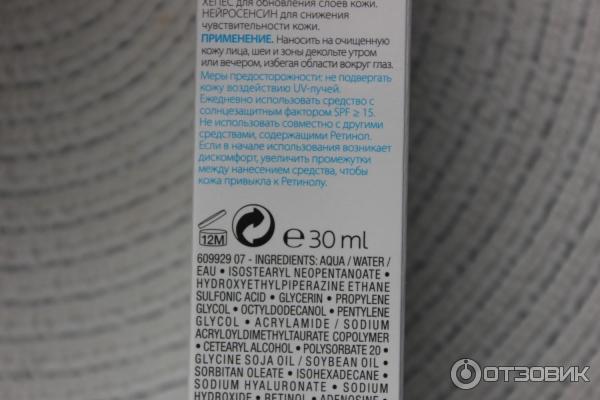 ХЕПЕС для обновления слоев кожи.
НЕЙРОСЕНСИН для снижения
чувствительности кожи.
ПРИМЕНЕНИЕ. Наносить на очищенную
кожу лица, шеи и зоны декольте утром
или вечером, избегая области вокруг глаз.
Меры предосторожности: не подвергать
кожу воздействию UV-лучей.
Ежедневно использовать средство с
солнцезащитным фактором SPF ≥ 15.
Не использовать совместно с другими
средствами, содержащими Ретинол.
Если в начале использования возникает
дискомфорт, увеличить промежутки
между нанесением средства, чтобы
кожа привыкла к Ретинолу.
12M
℮ 30 ml
609929 07 - INGREDIENTS: AQUA / WATER /
EAU • ISOSTEARYL NEOPENTANOATE •
HYDROXYETHYLPIPERAZINE ETHANE
SULFONIC ACID • GLYCERIN • PROPYLENE
GLYCOL • OCTYLDODECANOL • PENTYLENE
GLYCOL • ACRYLAMIDE / SODIUM
ACRYLOYLDIMETHYLTAURATE COPOLYMER
• CETEARYL ALCOHOL • POLYSORBATE 20 •
GLYCINE SOJA OIL / SOYBEAN OIL •
SORBITAN OLEATE • ISOHEXADECANE •
SODIUM HYALURONATE • SODIUM
HYDROXIDE • RETINOL • ADENOSINE •
ОТЗОВИК